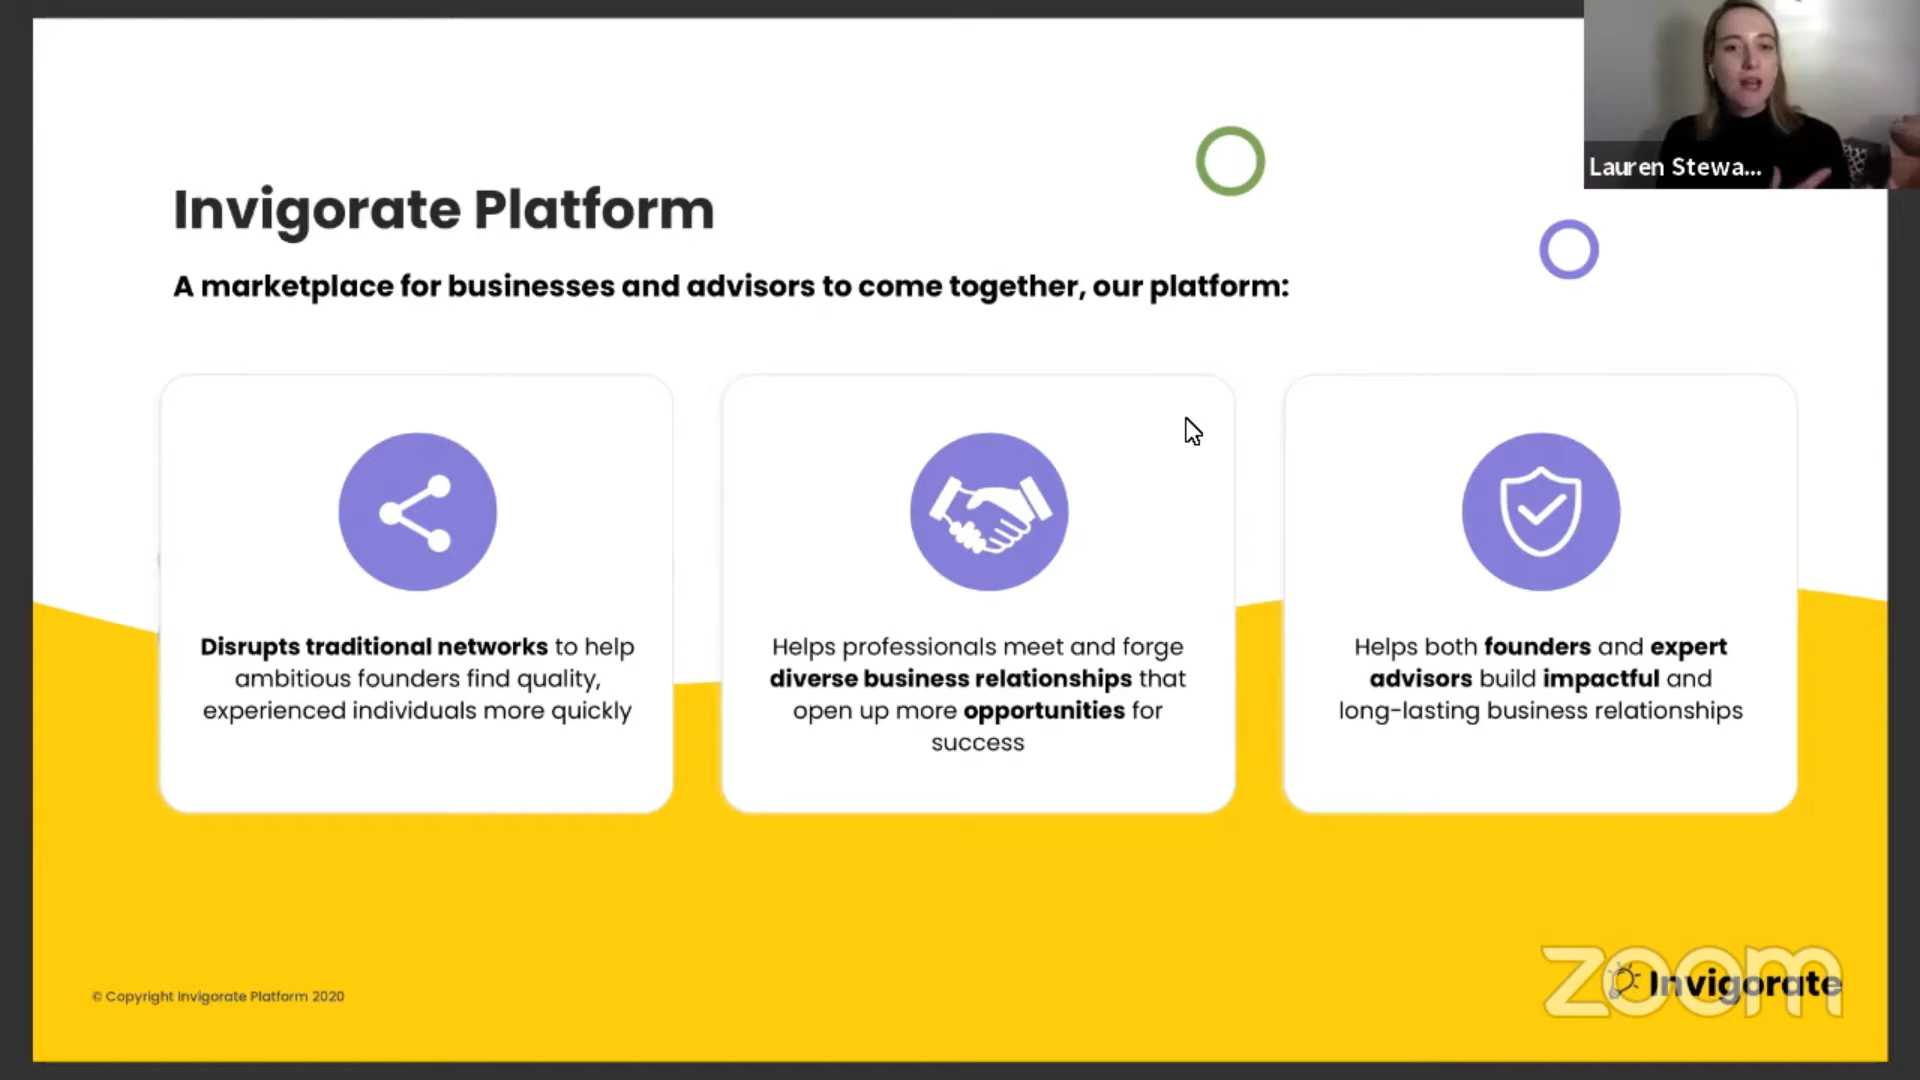 Lauren Stewa...
Invigorate Platform
A marketplace for businesses and advisors to come together, our platform:
Disrupts traditional networks to help
ambitious founders find quality,
experienced individuals more quickly
Helps professionals meet and forge
diverse business relationships that
open up more opportunities for
success
Helps both founders and expert
advisors build impactful and
long-lasting business relationships
© Copyright Invigorate Platform 2020
Invigorate
zoom